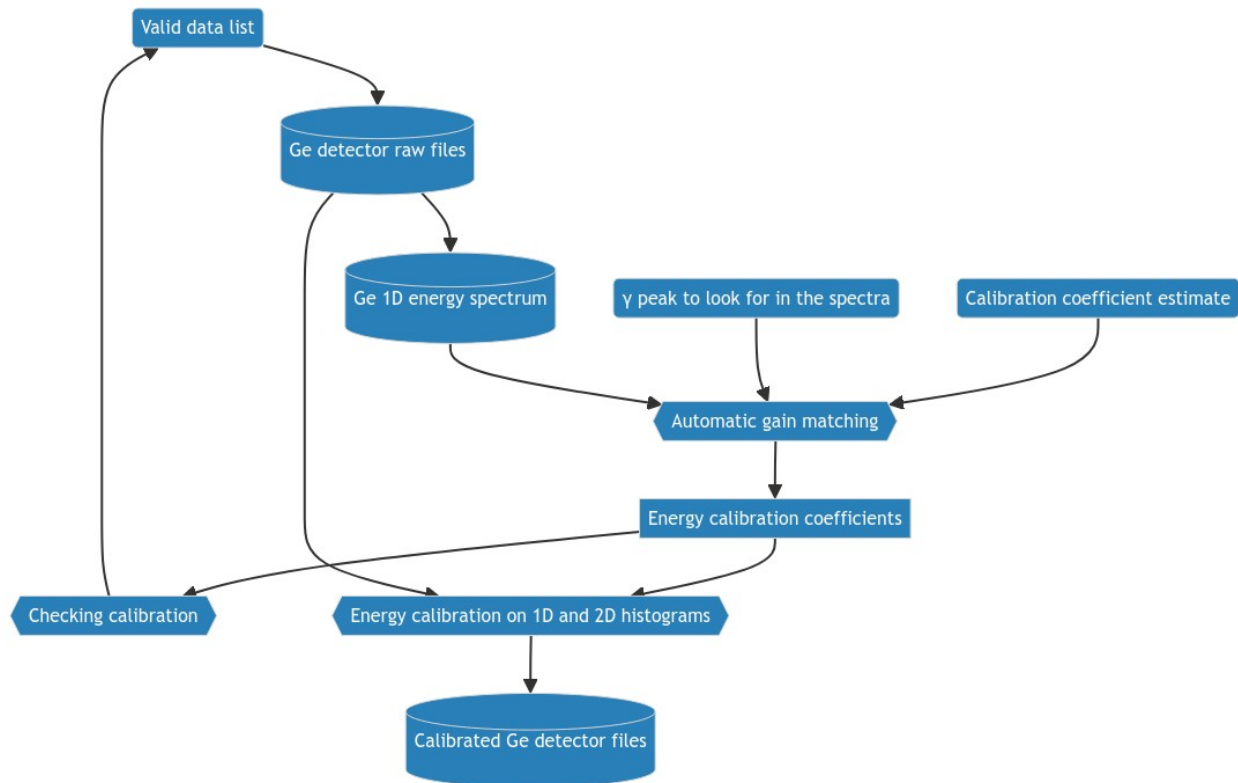 Valid data list
Ge detector raw files
Ge 1D energy spectrum
γ peak to look for in the spectra
Calibration coefficient estimate
Automatic gain matching
Energy calibration coefficients
Checking calibration
Energy calibration on 1D and 2D histograms
Calibrated Ge detector files